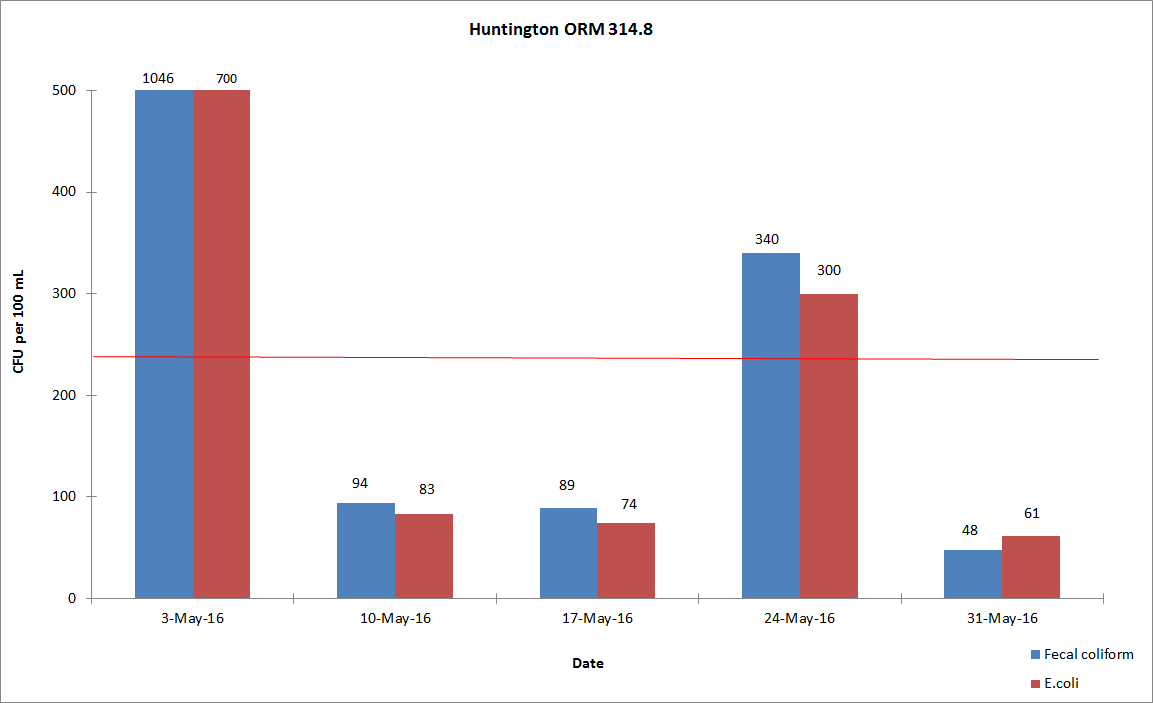 Huntington ORM 314.8
1046 700
500
400
340
300
300
CFU per 100 mL
200
94 83 89 74
100
48 61
0
3-May-16 10-May-16 17-May-16 24-May-16 31-May-16
Date
Fecal coliform
E.coli